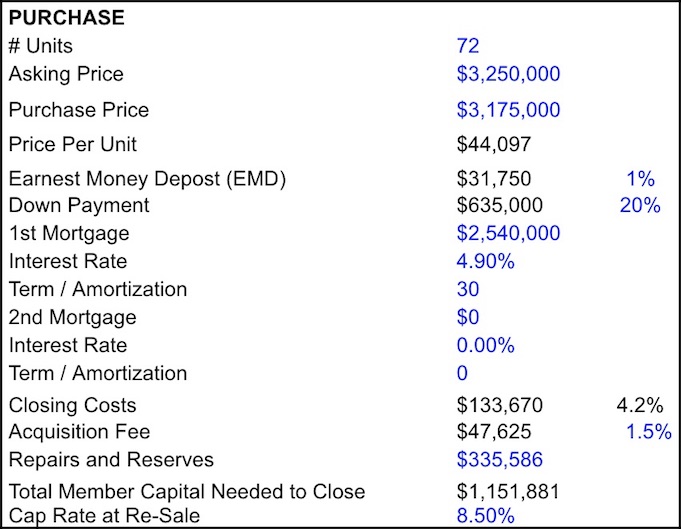 PURCHASE
# Units 72
Asking Price $3,250,000
Purchase Price $3,175,000
Price Per Unit $44,097
Earnest Money Depost (EMD) $31,750 1%
Down Payment $635,000 20%
1st Mortgage $2,540,000
Interest Rate 4.90%
Term / Amortization 30
2nd Mortgage $0
Interest Rate 0.00%
Term / Amortization 0
Closing Costs $133,670 4.2%
Acquisition Fee $47,625 1.5%
Repairs and Reserves $335,586
Total Member Capital Needed to Close $1,151,881
Cap Rate at Re-Sale 8.50%